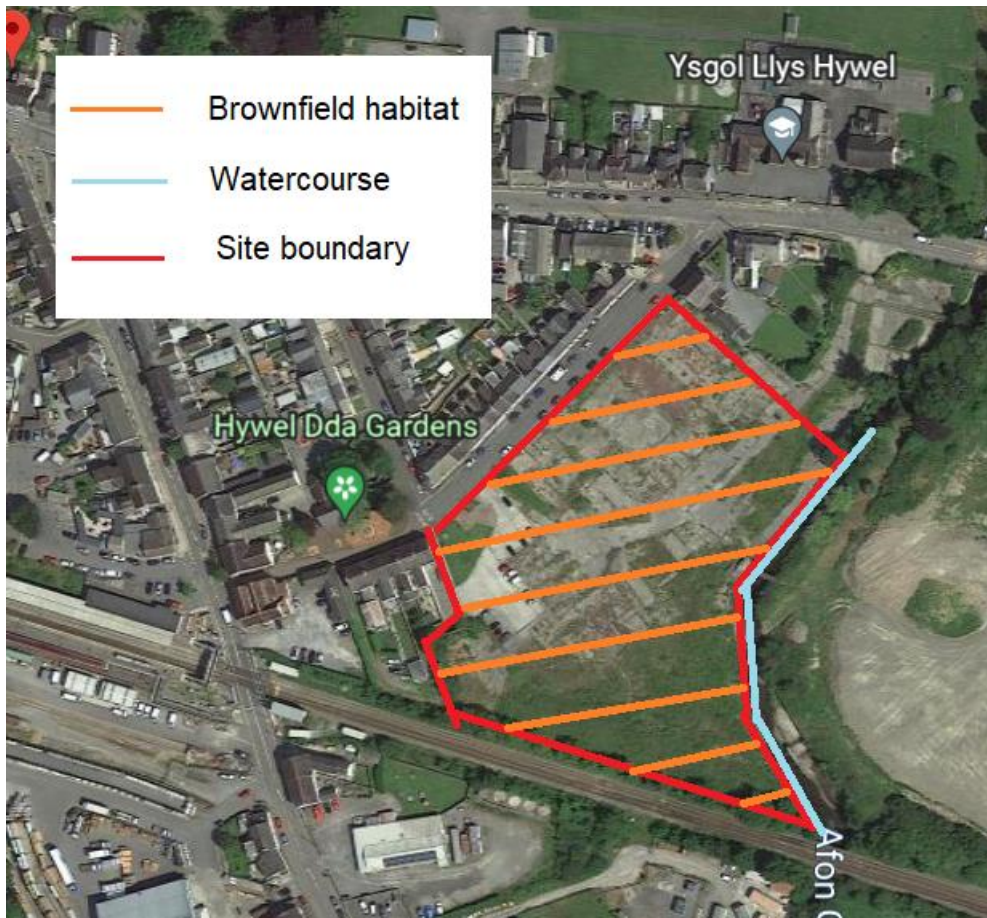 Ysgol Llys Hywel
Brownfield habitat
Watercourse
Site boundary
Hywel Dda Gardens
Afon